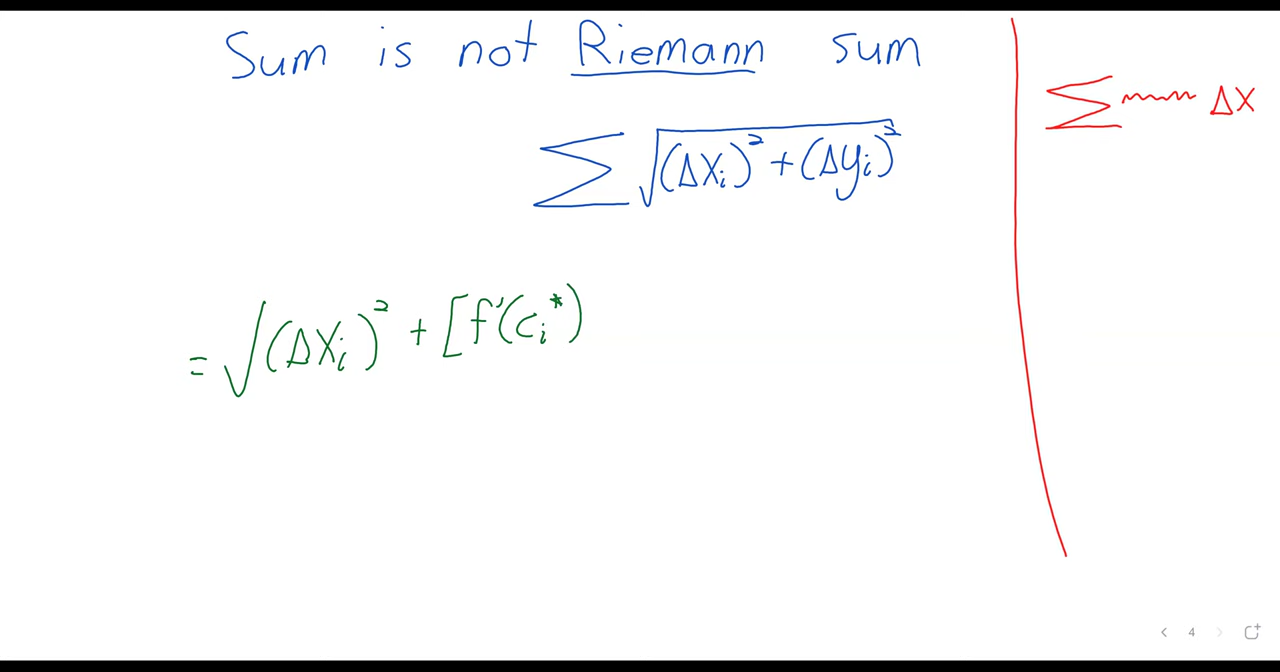 Sum is not Riemann sum
∑ √(ΔXi)² + (Δyi)²
∑ ΔX
= √(ΔXi)² + [f'(ci*)
4